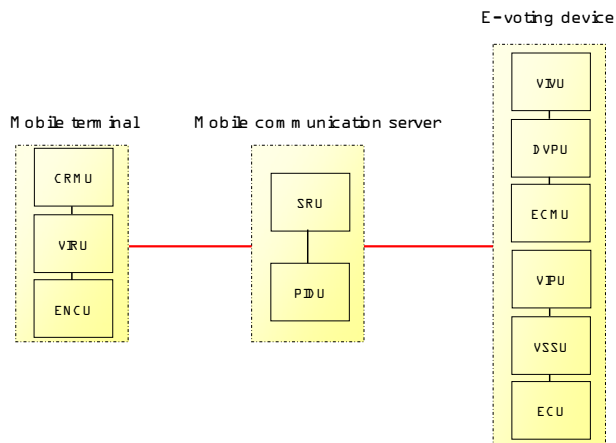 E-voting device
Mobile terminal
Mobile communication server
CRMU
VIRU
ENCU
SRU
PIDU
VIVU
DVPU
ECMU
VIPU
VSSU
ECU